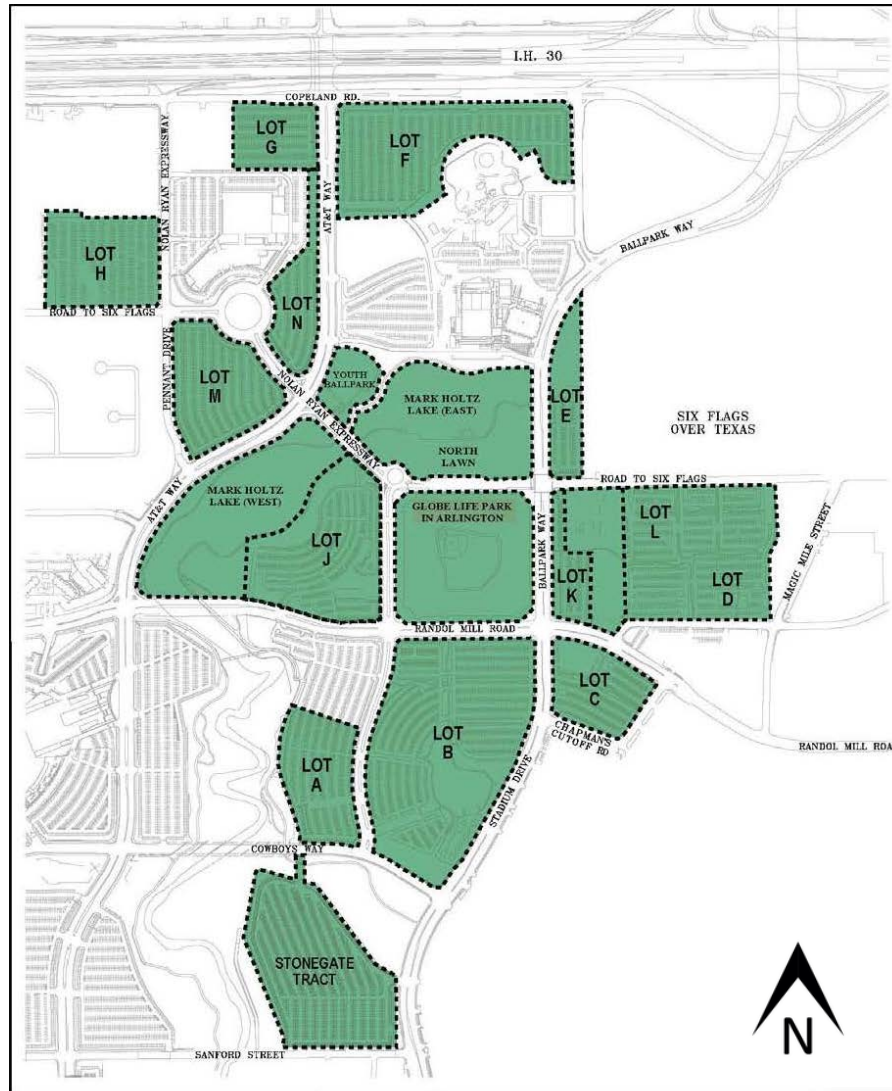 I.H. 30
COPELAND RD.
LOT
G
LOT
F
NOLAN RYAN EXPRESSWAY
AT&T WAY
BALLPARK WAY
LOT
H
LOT
N
ROAD TO SIX FLAGS
PENNANT DRIVE
LOT
M
YOUTH
BALLPARK
NOLAN RYAN EXPRESSWAY
MARK HOLTZ
LAKE (EAST)
LOT
E
SIX FLAGS
OVER TEXAS
NORTH
LAWN
ROAD TO SIX FLAGS
AT&T WAY
MARK HOLTZ
LAKE (WEST)
GLOBE LIFE PARK
IN ARLINGTON
LOT
L
LOT
J
BALLPARK WAY
LOT
K
LOT
D
MAGIC MILE STREET
RANDOL MILL ROAD
LOT
C
CHAPMAN'S
CUTOFF RD
RANDOL MILL ROA
LOT
B
LOT
A
STADIUM DRIVE
COWBOYS WAY
STONEGATE
TRACT
SANFORD STREET
N